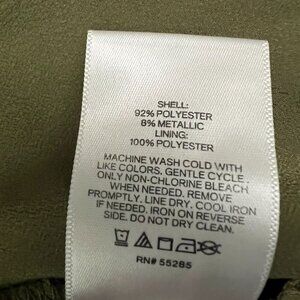 SHELL:
92% POLYESTER
8% METALLIC
LINING:
100% POLYESTER
MACHINE WASH COLD WITH
LIKE COLORS. GENTLE CYCLE.
ONLY NON-CHLORINE BLEACH
WHEN NEEDED. REMOVE
PROMPTLY. LINE DRY. COOL IRON
IF NEEDED. IRON ON REVERSE
SIDE. DO NOT DRY CLEAN.
RN# 55285